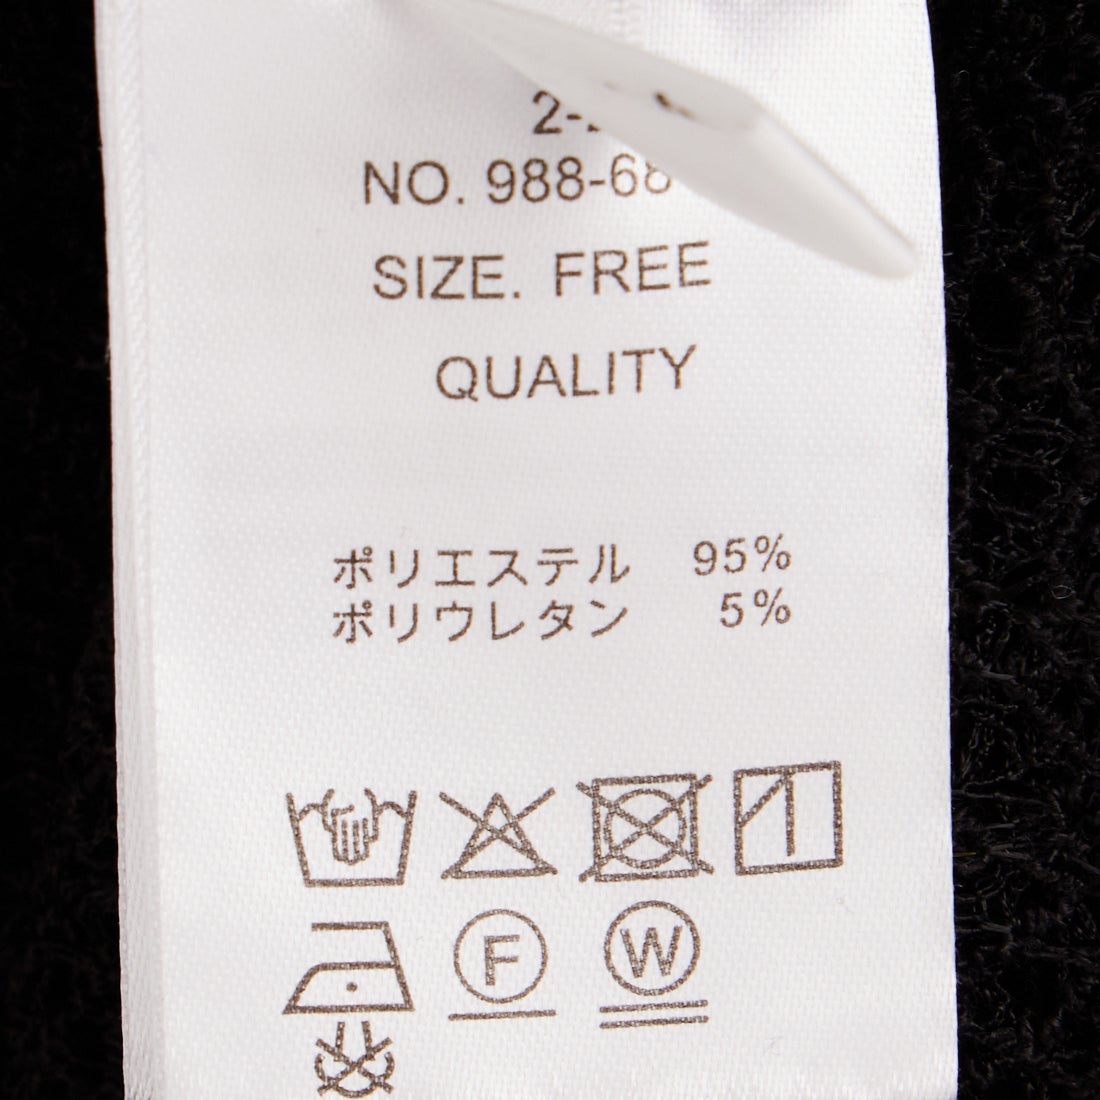 NO. 988-68
SIZE. FREE
QUALITY
ポリエステル 95%
ポリウレタン 5%
F
W